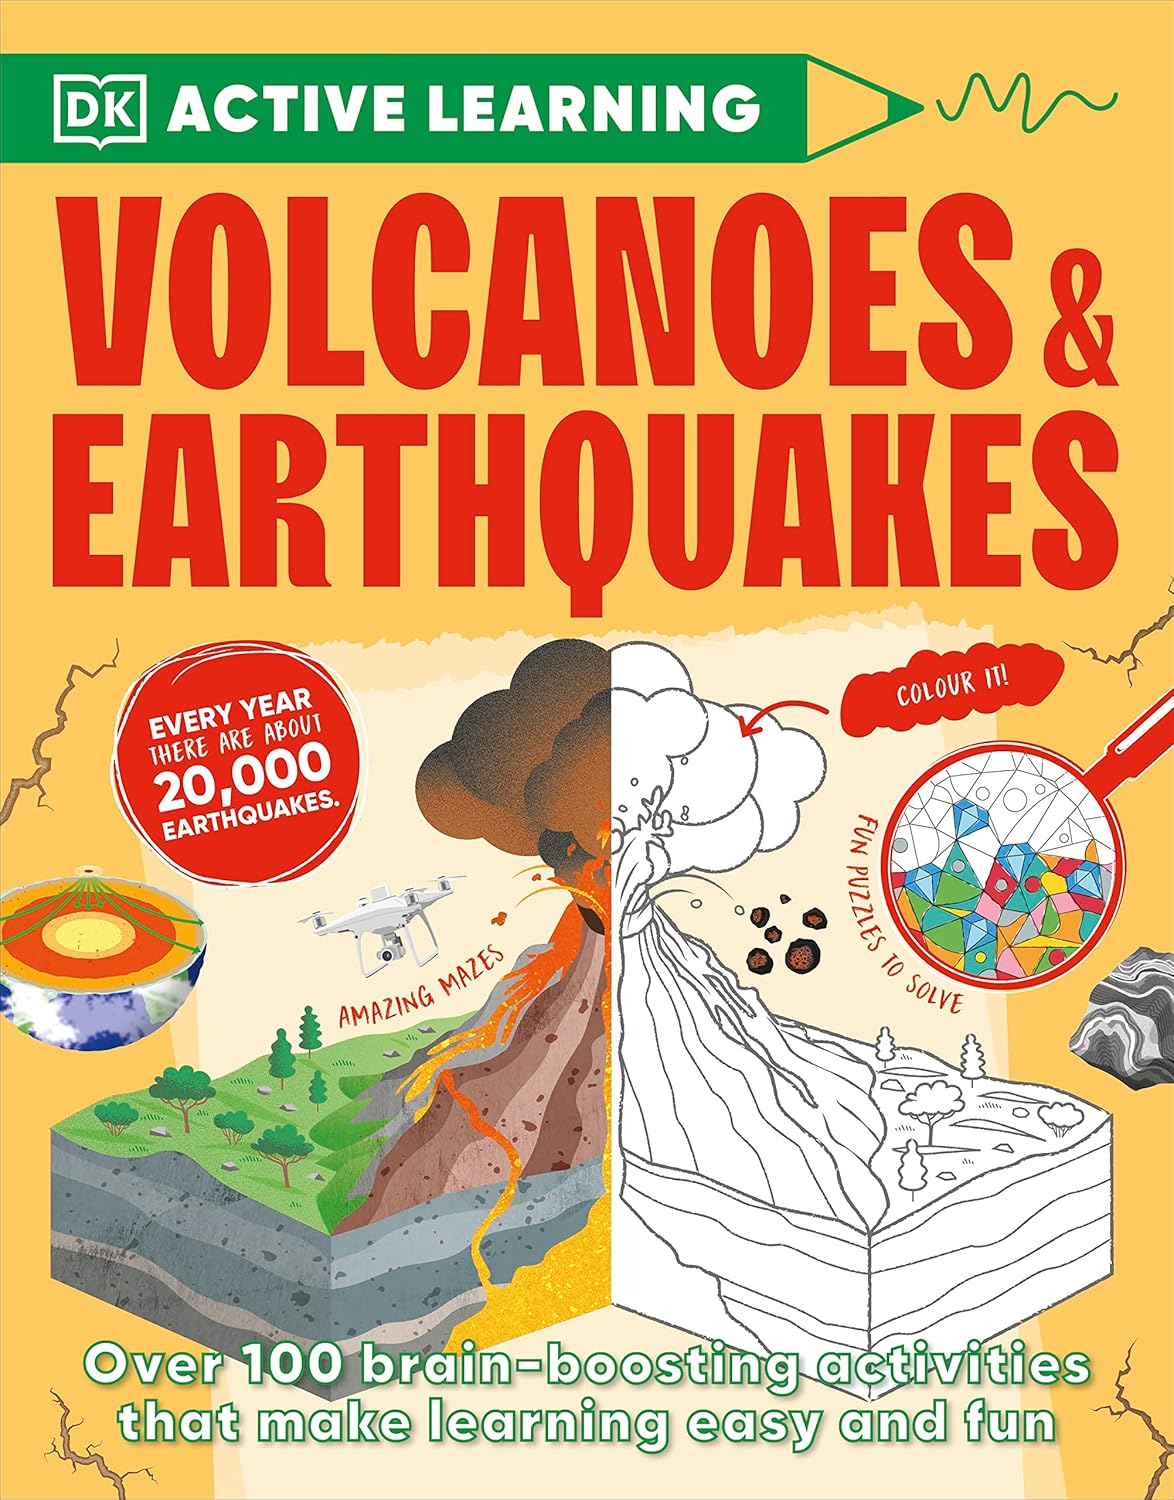 DK ACTIVE LEARNING
VOLCANOES &
EARTHQUAKES
EVERY YEAR
THERE ARE ABOUT
20,000
EARTHQUAKES.
COLOUR IT!
FUN PUZZLES TO SOLVE
AMAZING MAZES
Over 100 brain-boosting activities
that make learning easy and fun